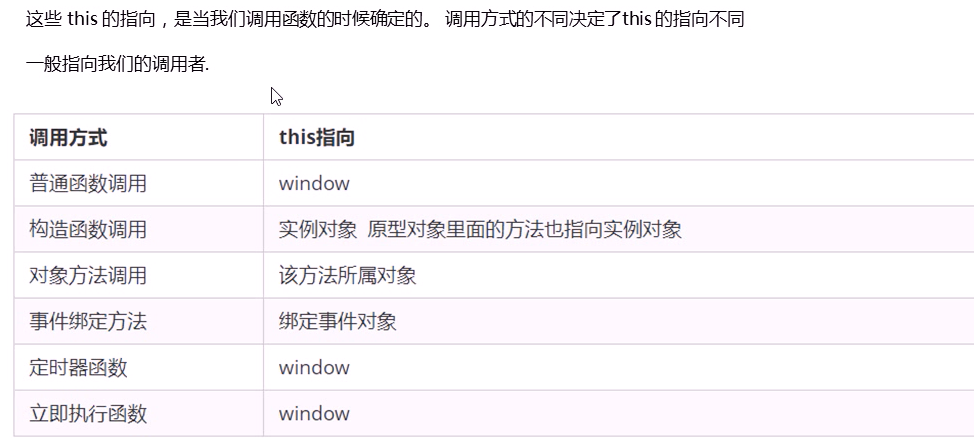 这些 this 的指向，是当我们调用函数的时候确定的。 调用方式的不同决定了this 的指向不同
一般指向我们的调用者.
调用方式 this指向
普通函数调用 window
构造函数调用 实例对象 原型对象里面的方法也指向实例对象
对象方法调用 该方法所属对象
事件绑定方法 绑定事件对象
定时器函数 window
立即执行函数 window